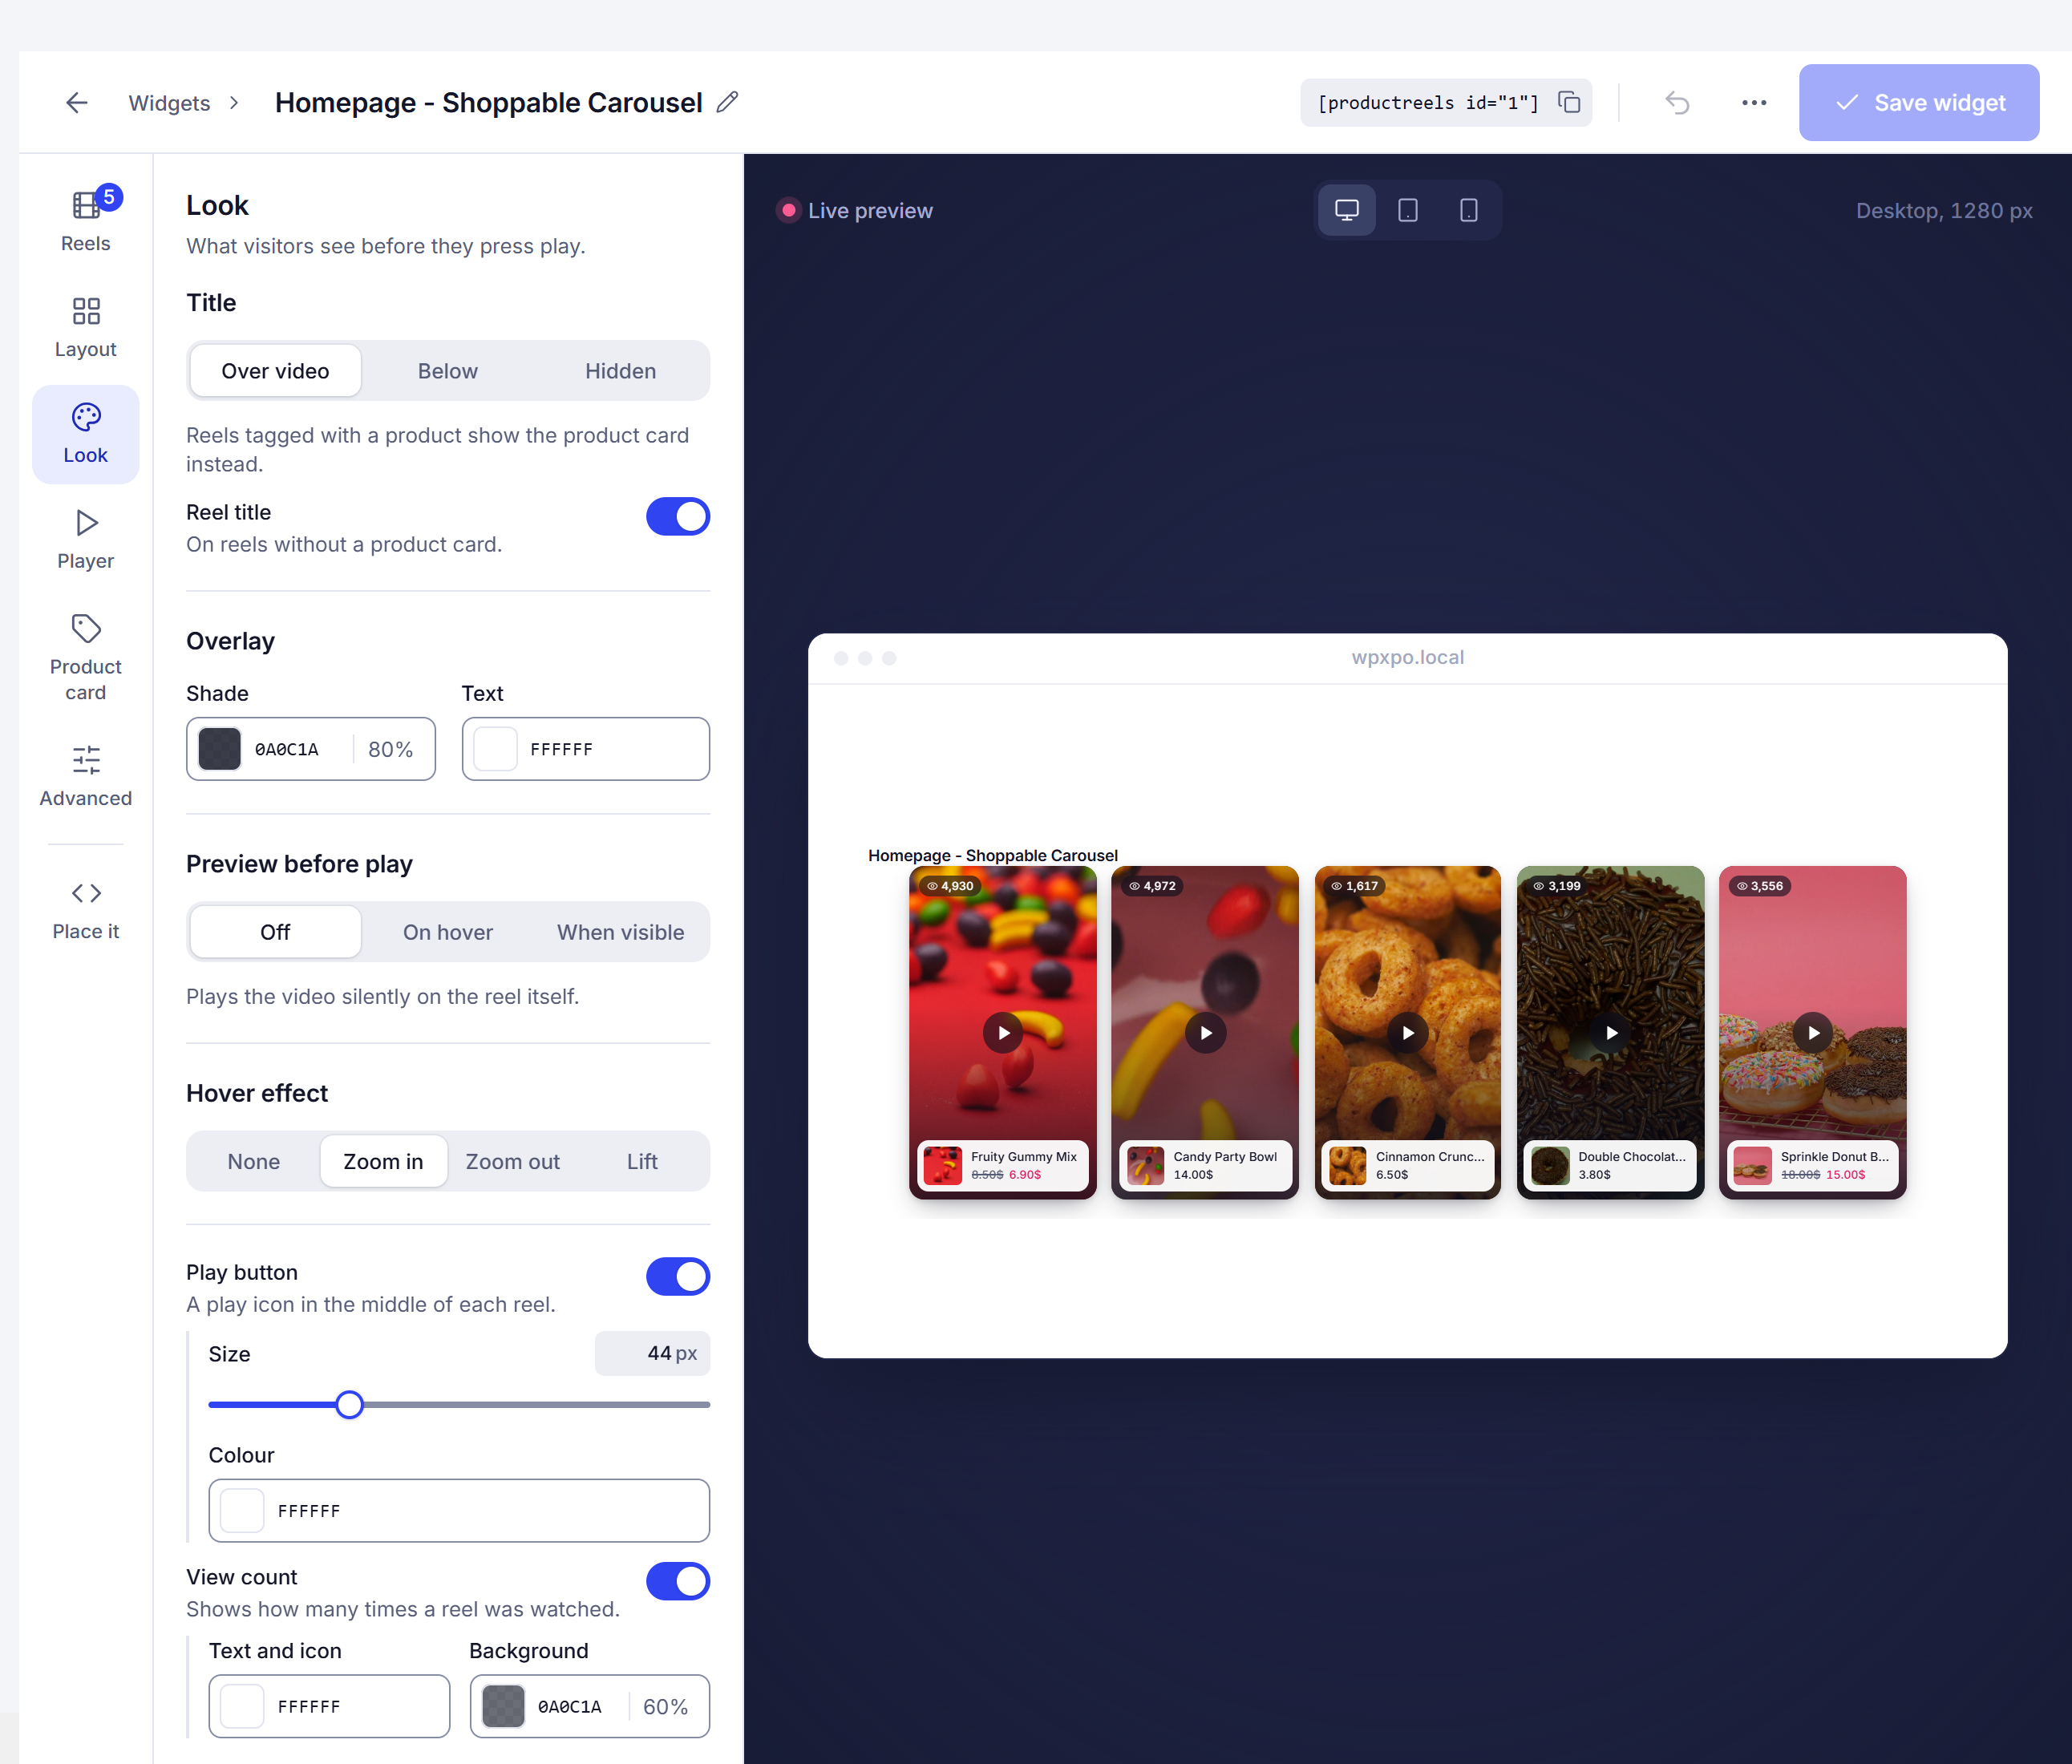 Widgets
Homepage - Shoppable Carousel
[productreels id="1"]
Save widget
5
Reels
Layout
Look
Player
Product
card
Advanced
Place it
Look
What visitors see before they press play.
Title
Over video
Below
Hidden
Reels tagged with a product show the product card
instead.
Reel title
On reels without a product card.
Overlay
Shade
Text
0A0C1A
80%
FFFFFF
Preview before play
Off
On hover
When visible
Plays the video silently on the reel itself.
Hover effect
None
Zoom in
Zoom out
Lift
Play button
A play icon in the middle of each reel.
Size
44 px
Colour
FFFFFF
View count
Shows how many times a reel was watched.
Text and icon
Background
FFFFFF
0A0C1A
60%
Live preview
Desktop, 1280 px
wpxpo.local
Homepage - Shoppable Carousel
4,930
4,972
1,617
3,199
3,556
Fruity Gummy Mix
8.50$ 6.90$
Candy Party Bowl
14.00$
Cinnamon Crunc...
6.50$
Double Chocolat...
3.80$
Sprinkle Donut B...
18.00$ 15.00$